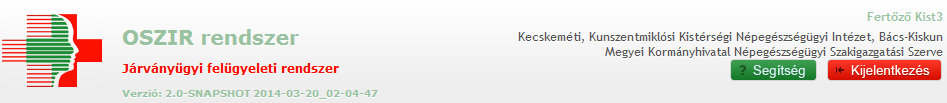 Fertőző Kist3
OSZIR rendszer
Kecskeméti, Kunszentmiklósi Kistérségi Népegészségügyi Intézet, Bács-Kiskun
Megyei Kormányhivatal Népegészségügyi Szakigazgatási Szerve
Járványügyi felügyeleti rendszer
? Segítség
Kijelentkezés
Verzió: 2.0-SNAPSHOT 2014-03-20_02-04-47